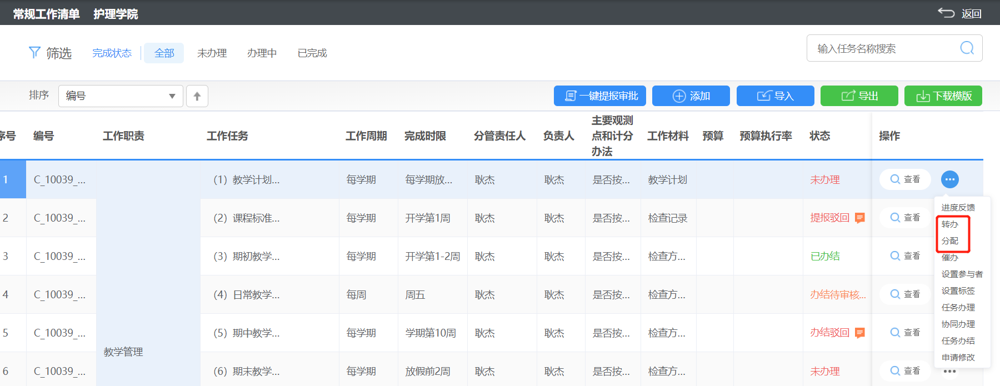 常规工作清单 护理学院 返回
筛选 完成状态 全部 未办理 办理中 已完成 输入任务名称搜索
排序 编号 一键提报审批 添加 导入 导出 下载模版
序号 编号 工作职责 工作任务 工作周期 完成时限 分管责任人 负责人 主要观测点和计分办法 工作材料 预算 预算执行率 状态 操作
1 C_10039_... （1）教学计划... 每学期 每学期放... 耿杰 耿杰 是否按... 教学计划 未办理 查看
2 C_10039_... （2）课程标准... 每学期 开学第1周 耿杰 耿杰 是否按... 检查记录 提报驳回 查看
3 C_10039_... （3）期初教学... 每学期 开学第1-2周 耿杰 耿杰 是否按... 检查方... 已办结 查看
4 C_10039_... （4）日常教学... 每周 周五 耿杰 耿杰 是否按... 检查方... 办结待审核... 查看
5 C_10039_... （5）期中教学... 每学期 学期第10周 耿杰 耿杰 是否按... 检查方... 办结驳回 查看
教学管理
6 C_10039_... （6）期末教学... 每学期 放假前2周 耿杰 耿杰 是否按... 检查方... 未办理 查看
进度反馈
转办
分配
催办
设置参与者
设置标签
任务办理
协同办理
任务办结
申请修改